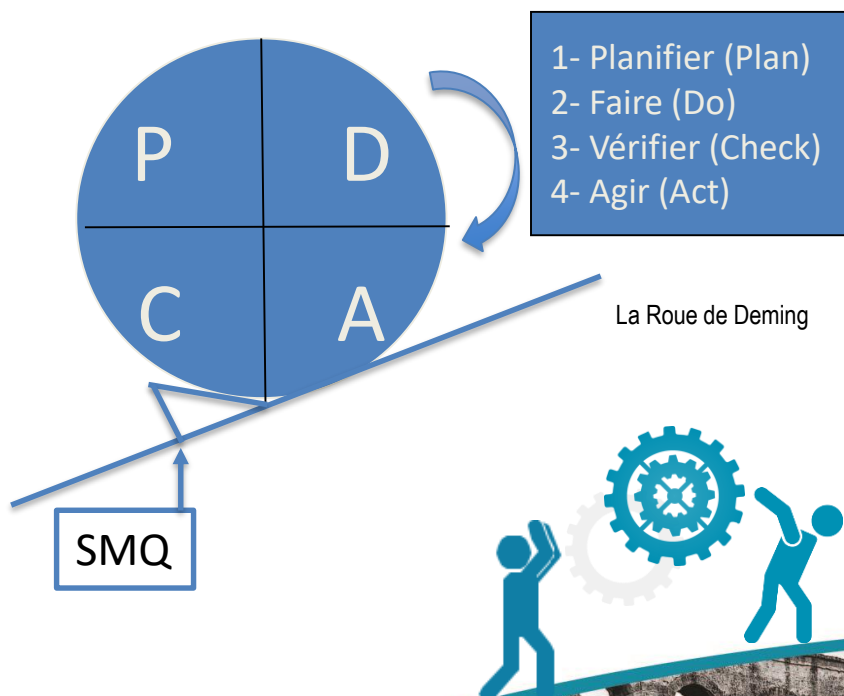 P
D
C
A
1- Planifier (Plan)
2- Faire (Do)
3- Vérifier (Check)
4- Agir (Act)
La Roue de Deming
SMQ